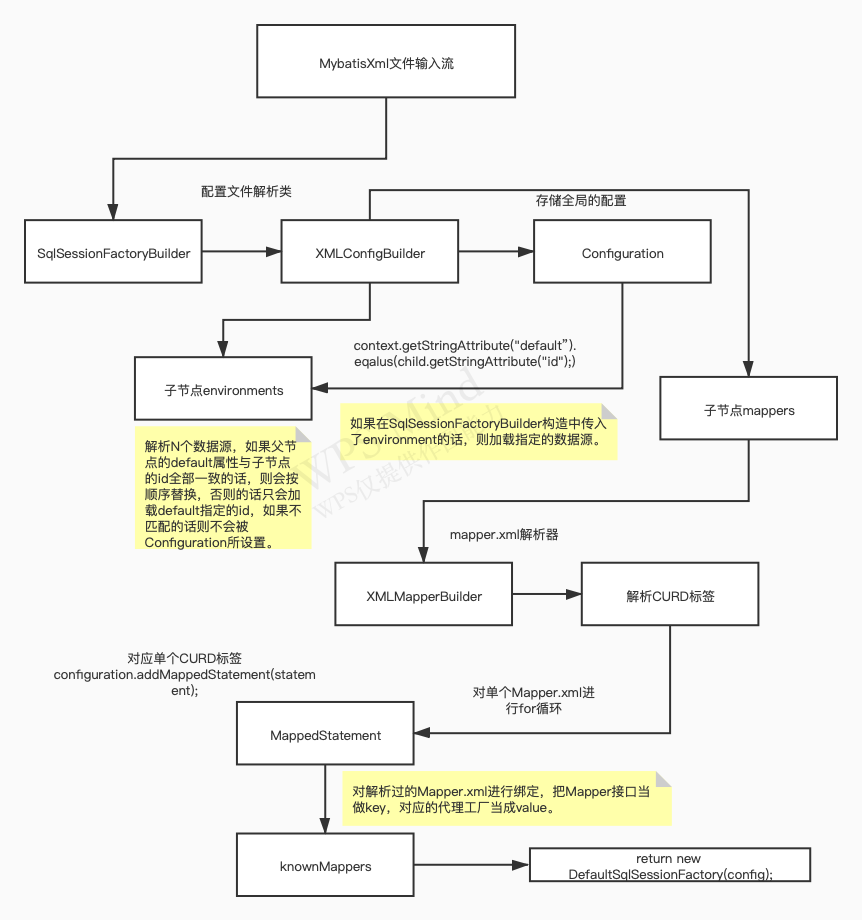 MybatisXml文件输入流
配置文件解析类
存储全局的配置
SqlSessionFactoryBuilder
XMLConfigBuilder
Configuration
context.getStringAttribute("default”).
eqalus(child.getStringAttribute("id");)
子节点environments
子节点mappers
如果在SqlSessionFactoryBuilder构造中传入
了environment的话，则加载指定的数据源。
解析N个数据源，如果父节
点的default属性与子节点
的id全部一致的话，则会按
顺序替换，否则的话只会加
载default指定的id，如果不
匹配的话则不会被
Configuration所设置。
WPS Mind
mapper.xml解析器
XMLMapperBuilder
解析CURD标签
对应单个CURD标签
configuration.addMappedStatement(statem
ent);
对单个Mapper.xml进
行for循环
MappedStatement
对解析过的Mapper.xml进行绑定，把Mapper接口当
做key，对应的代理工厂当成value。
knownMappers
return new
DefaultSqlSessionFactory(config);